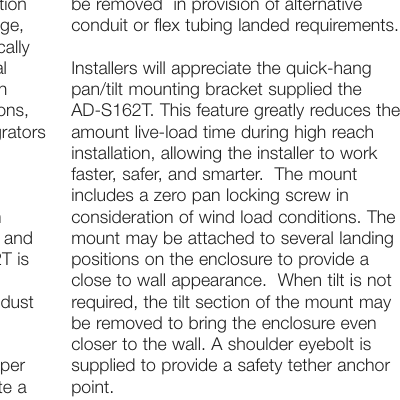 tion
ge,
cally
al
n
ons,
grators
and
2T is
dust
per
te a
be removed in provision of alternative
conduit or flex tubing landed requirements.
Installers will appreciate the quick-hang
pan/tilt mounting bracket supplied the
AD-S162T. This feature greatly reduces the
amount live-load time during high reach
installation, allowing the installer to work
faster, safer, and smarter.  The mount
includes a zero pan locking screw in
consideration of wind load conditions. The
mount may be attached to several landing
positions on the enclosure to provide a
close to wall appearance.  When tilt is not
required, the tilt section of the mount may
be removed to bring the enclosure even
closer to the wall. A shoulder eyebolt is
supplied to provide a safety tether anchor
point.